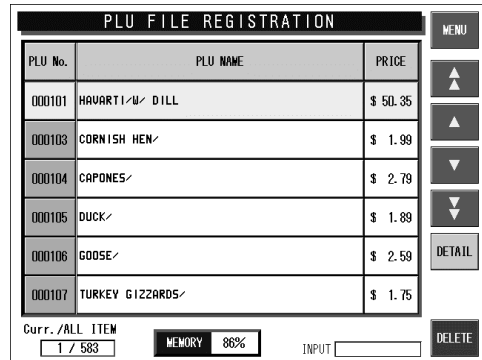 PLU FILE REGISTRATION
MENU
PLU No. PLU NAME PRICE
000101 HAVARTI/W/ DILL $ 50.35
000103 CORNISH HEN/ $ 1.99
000104 CAPONES/ $ 2.79
000105 DUCK/ $ 1.89
000106 GOOSE/ $ 2.59
DETAIL
000107 TURKEY GIZZARDS/ $ 1.75
Curr./ALL ITEM
1 / 583 MEMORY 86% INPUT DELETE